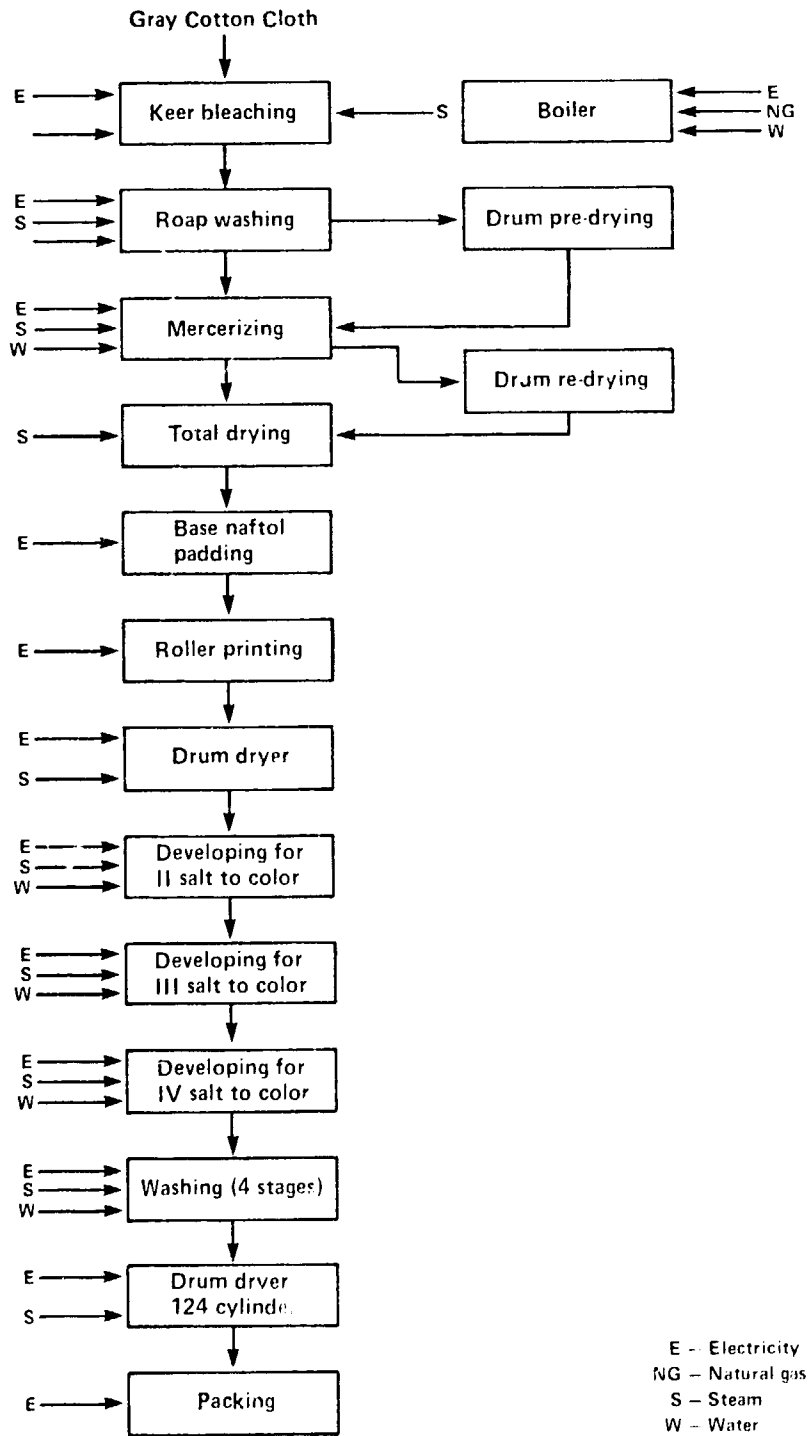 Gray Cotton Cloth
E
Keer bleaching
S
Boiler
E
NG
W
E
S
Roap washing
Drum pre-drying
E
S
W
Mercerizing
Drum re-drying
S
Total drying
E
Base naftol
padding
E
Roller printing
E
S
Drum dryer
E
S
W
Developing for
II salt to color
E
S
W
Developing for
III salt to color
E
S
W
Developing for
IV salt to color
E
S
W
Washing (4 stages)
E
S
Drum dryer
124 cylinde.
E
Packing
E – Electricity
NG – Natural gas
S – Steam
W – Water